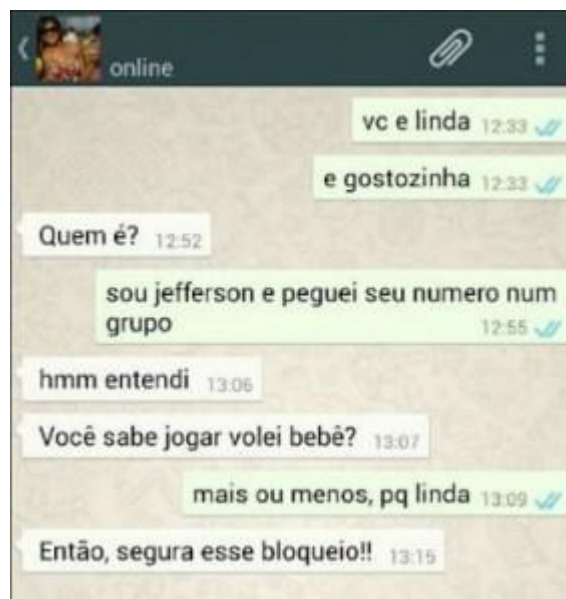 online
vc e linda 12:33
e gostozinha 12:33
Quem é? 12:52
sou jefferson e peguei seu numero num
grupo 12:55
hmm entendi 13:06
Você sabe jogar volei bebê? 13:07
mais ou menos, pq linda 13:09
Então, segura esse bloqueio!! 13:15